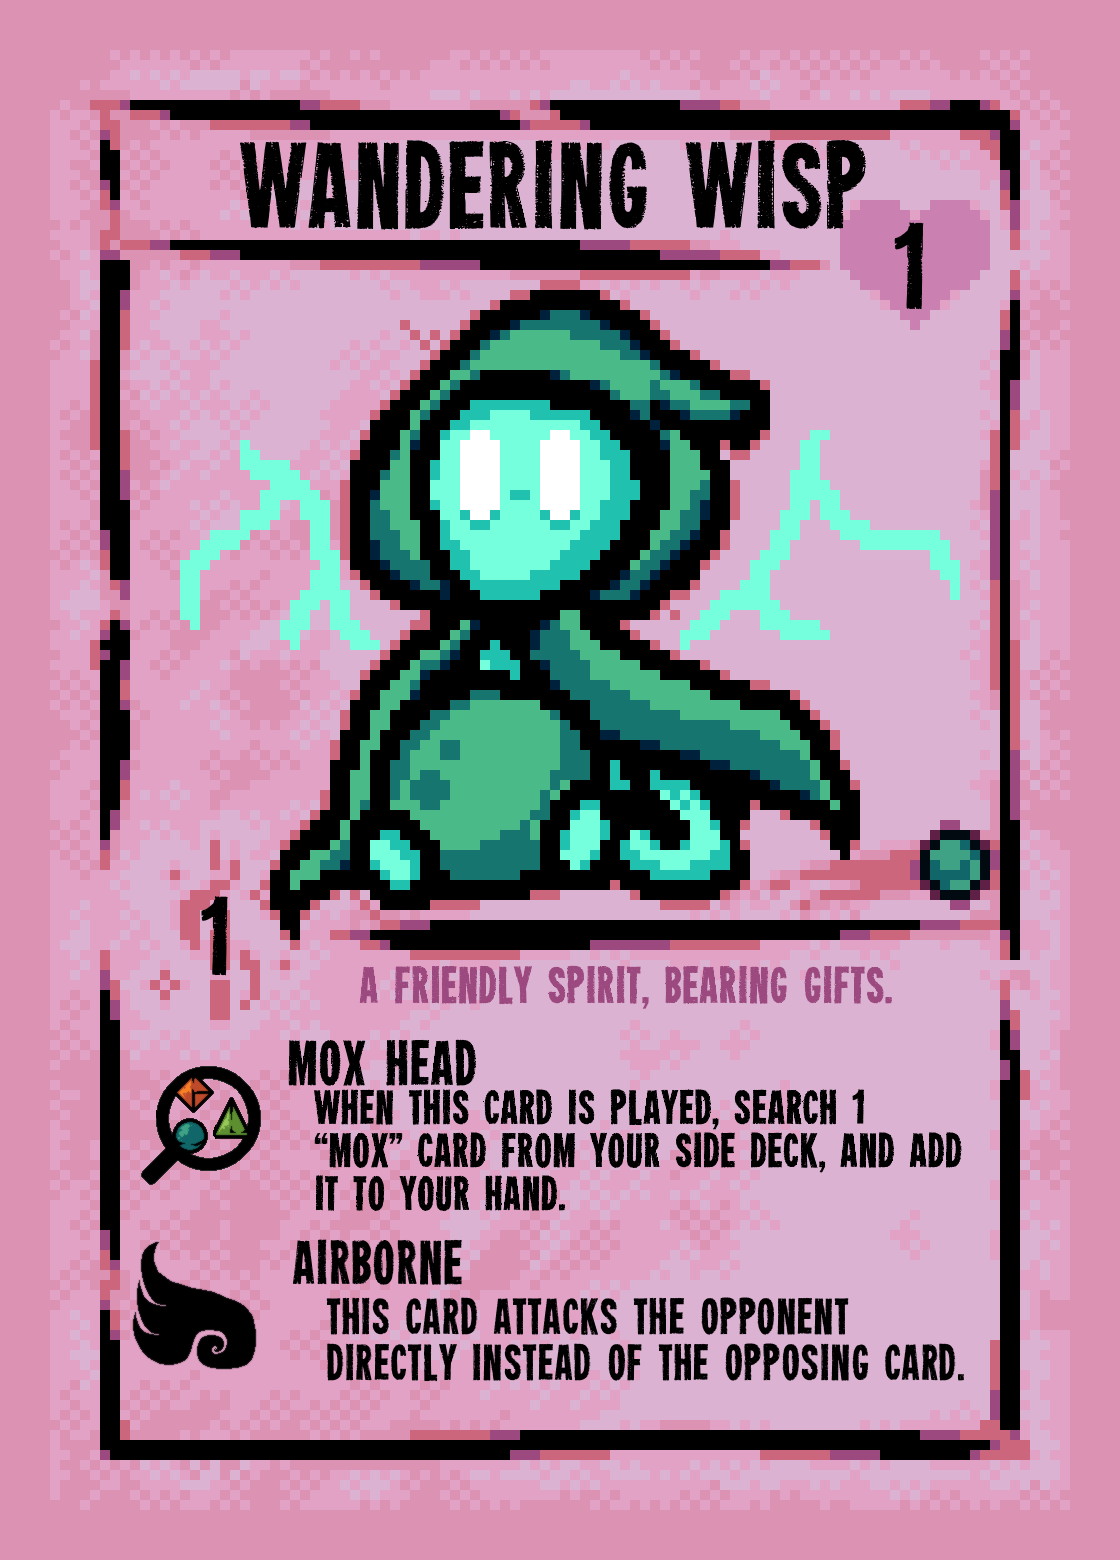 WANDERING WISP
1
1
A FRIENDLY SPIRIT, BEARING GIFTS.
MOX HEAD
WHEN THIS CARD IS PLAYED, SEARCH 1
“MOX” CARD FROM YOUR SIDE DECK, AND ADD
IT TO YOUR HAND.
AIRBORNE
THIS CARD ATTACKS THE OPPONENT
DIRECTLY INSTEAD OF THE OPPOSING CARD.